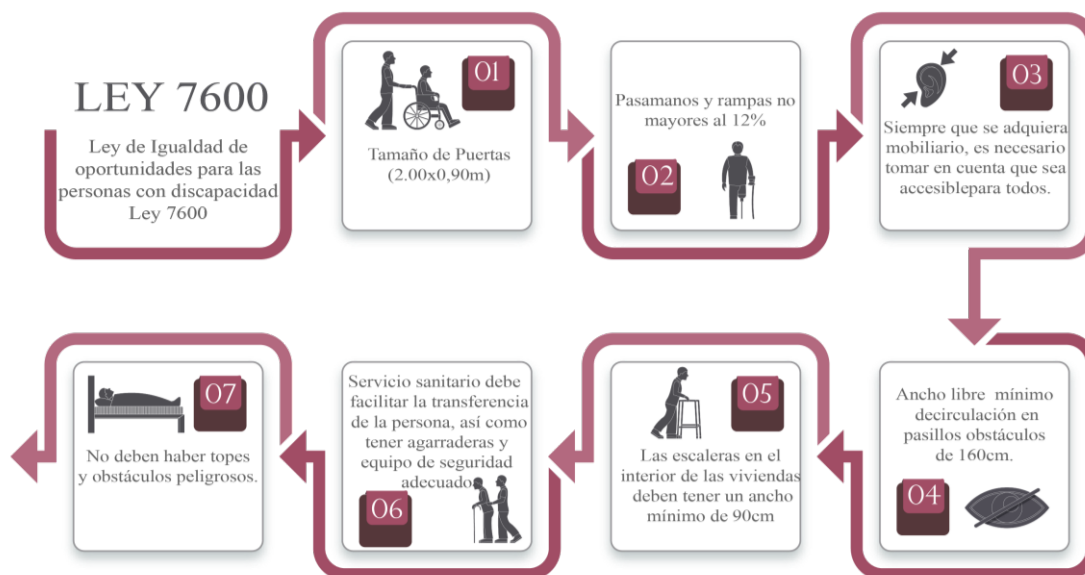 LEY 7600
Ley de Igualdad de
oportunidades para las
personas con discapacidad
Ley 7600
01
Tamaño de Puertas
(2.00x0,90m)
Pasamanos y rampas no
mayores al 12%
02
03
Siempre que se adquiera
mobiliario, es necesario
tomar en cuenta que sea
accesiblepara todos.
Ancho libre mínimo
decirculación en
pasillos obstáculos
de 160cm.
04
05
Las escaleras en el
interior de las viviendas
deben tener un ancho
mínimo de 90cm
Servicio sanitario debe
facilitar la transferencia
de la persona, así como
tener agarraderas y
equipo de seguridad
adecuado
06
07
No deben haber topes
y obstáculos peligrosos.